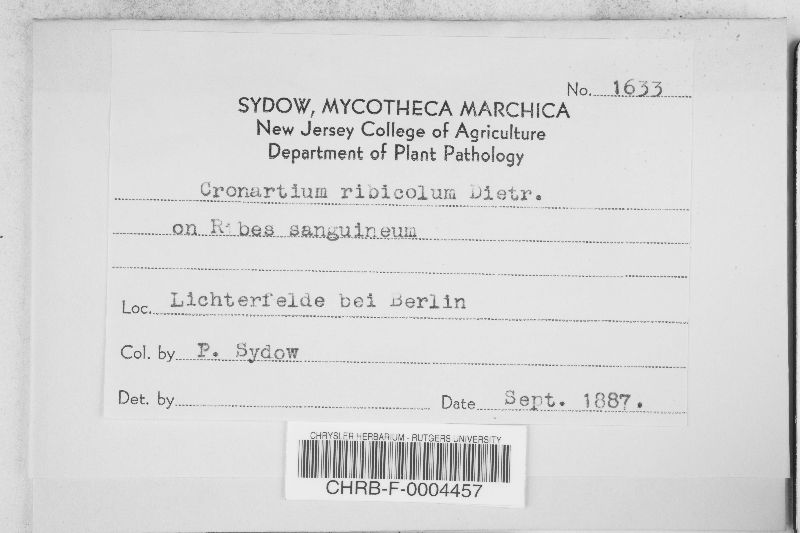 No. 1633
SYDOW, MYCOTHECA MARCHICA
New Jersey College of Agriculture
Department of Plant Pathology
Cronartium ribicolum Dietr.
on Ribes sanguineum
Loc. Lichterfelde bei Berlin
Col. by P. Sydow
Det. by
Date Sept. 1887.
CHRYSLER HERBARIUM - RUTGERS UNIVERSITY
CHRB-F-0004457